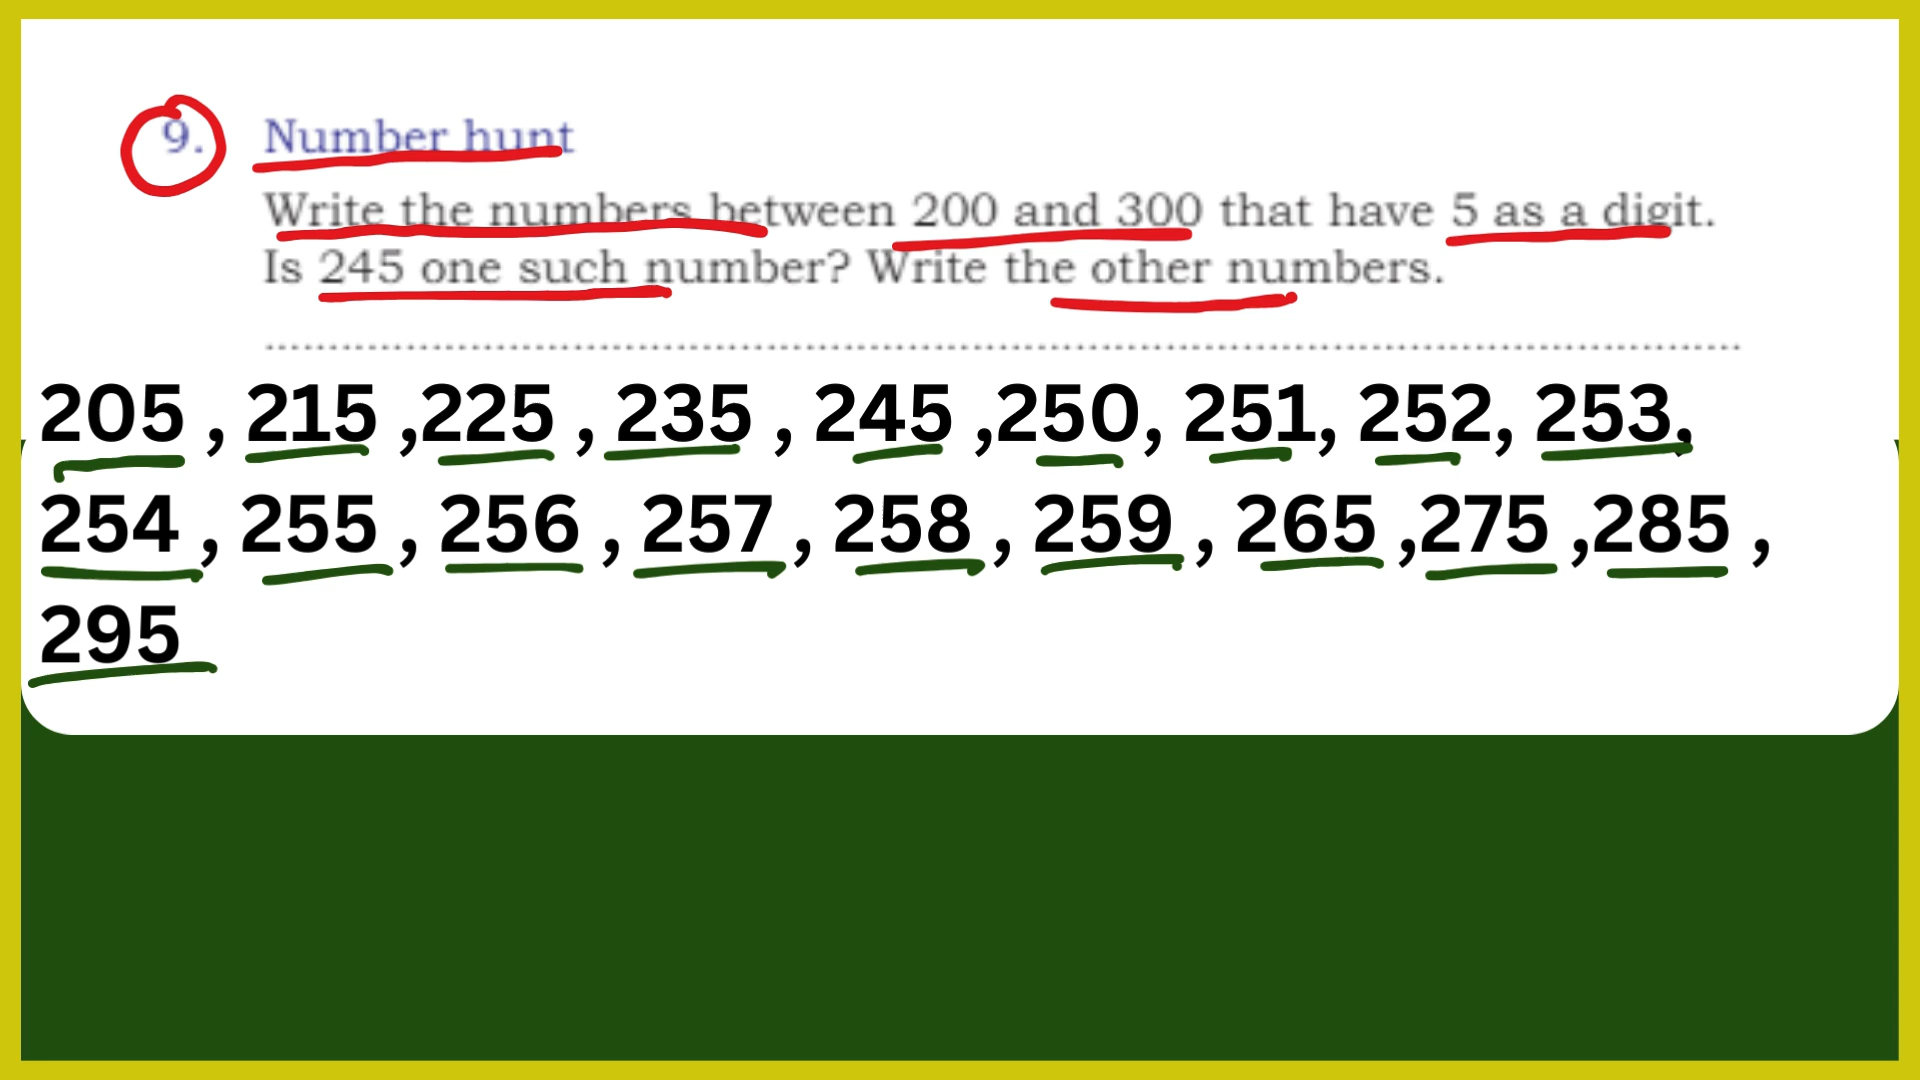 9. Number hunt
Write the numbers between 200 and 300 that have 5 as a digit.
Is 245 one such number? Write the other numbers.
205 , 215 ,225 , 235 , 245 ,250, 251, 252, 253,
254 , 255 , 256 , 257 , 258 , 259 , 265 ,275 ,285 ,
295